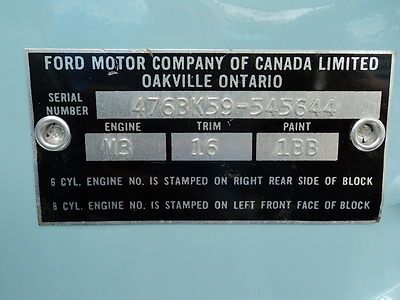 FORD MOTOR COMPANY OF CANADA LIMITED
OAKVILLE ONTARIO
SERIAL NUMBER 476BK59-545644
ENGINE TRIM PAINT
NB 16 1BB
6 CYL. ENGINE NO. IS STAMPED ON RIGHT REAR SIDE OF BLOCK
8 CYL. ENGINE NO. IS STAMPED ON LEFT FRONT FACE OF BLOCK